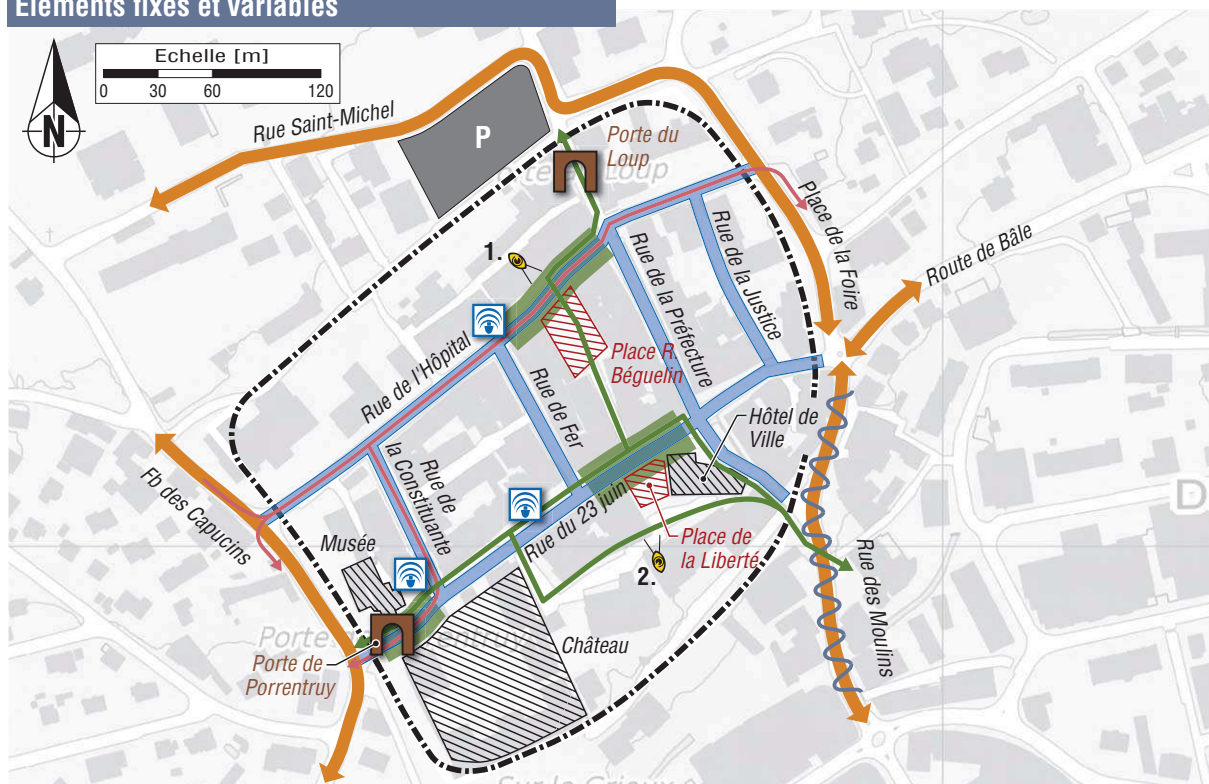 Eléments fixes et variables
Echelle [m]
0 30 60 120
N
Rue Saint-Michel
P
Porte du
Loup
Place de la Foire
Route de Bâle
1.
Rue de la Préfecture
Rue de la Justice
Rue de l'Hôpital
Place R.
Béguelin
Rue de Fer
Hôtel de
Ville
Rue de
la Constituante
Fb des Capucins
Rue du 23 juin
Musée
Place de
la Liberté
2.
Rue des Moulins
D
Château
Porte de
Porrentruy
Sur le Grioux